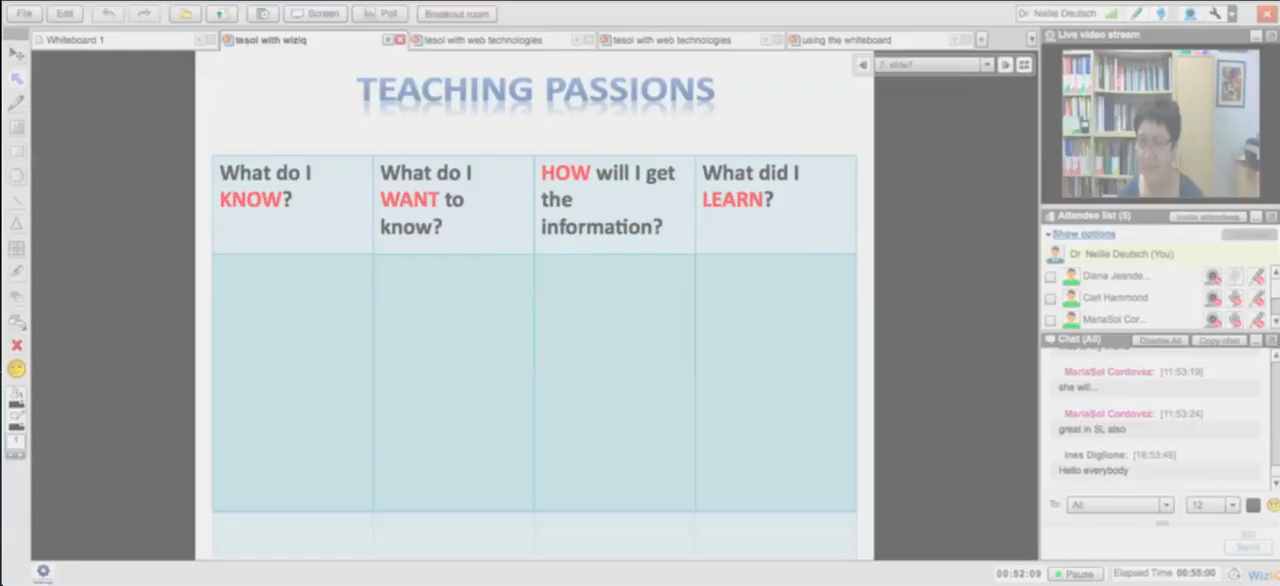 File Edit Screen Poll Breakout room Dr Nellie Deutsch
Whiteboard 1 tesol with wiziq tesol with web technologies tesol with web technologies using the whiteboard
Live video stream
TEACHING PASSIONS
What do I
KNOW?
What do I
WANT to
know?
HOW will I get
the
information?
What did I
LEARN?
Attendee list (5) Invite attendees
Show options
Dr Nellie Deutsch (You)
Diana Jeande...
Carl Hammond
MariaSol Cor...
Chat (All) Disable All Copy chat
MariaSol Cordovez: [11:53:19]
she will...
MariaSol Cordovez: [11:53:24]
great in SL also
Ines Diglione: [18:53:46]
Hello everybody
To: All 12
Send
00:52:09 Pause Elapsed Time 00:55:00